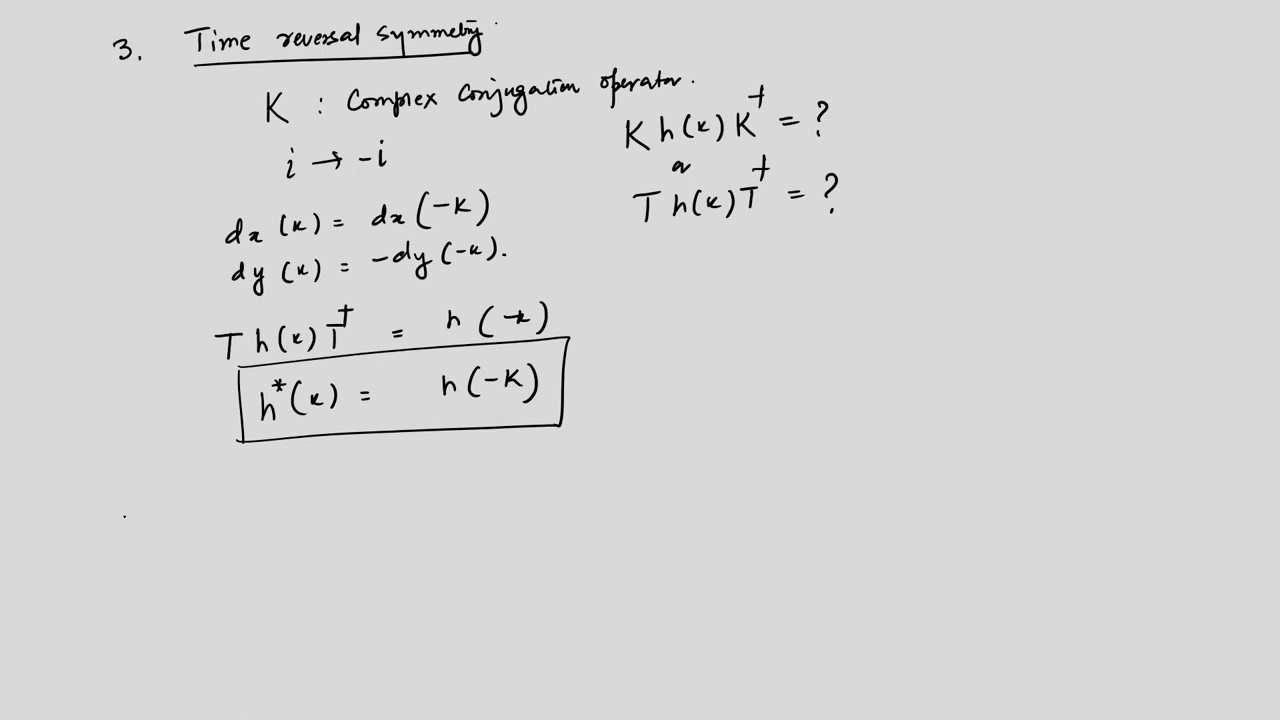 3. Time reversal symmetry.
K : Complex Conjugation operator.
i → -i
K h(k) K† = ?
T h(k) T† = ?
dx (k) = dx (-k)
dy (k) = -dy (-k).
T h(k) T† = h (-k)
h*(k) = h(-k)